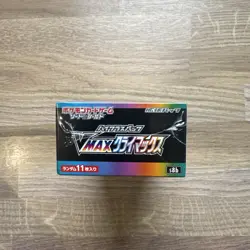 ポケモンカードゲーム
ソード&シールド
ハイクラスパック
VMAXクライマックス
ランダム11枚入り
s8b